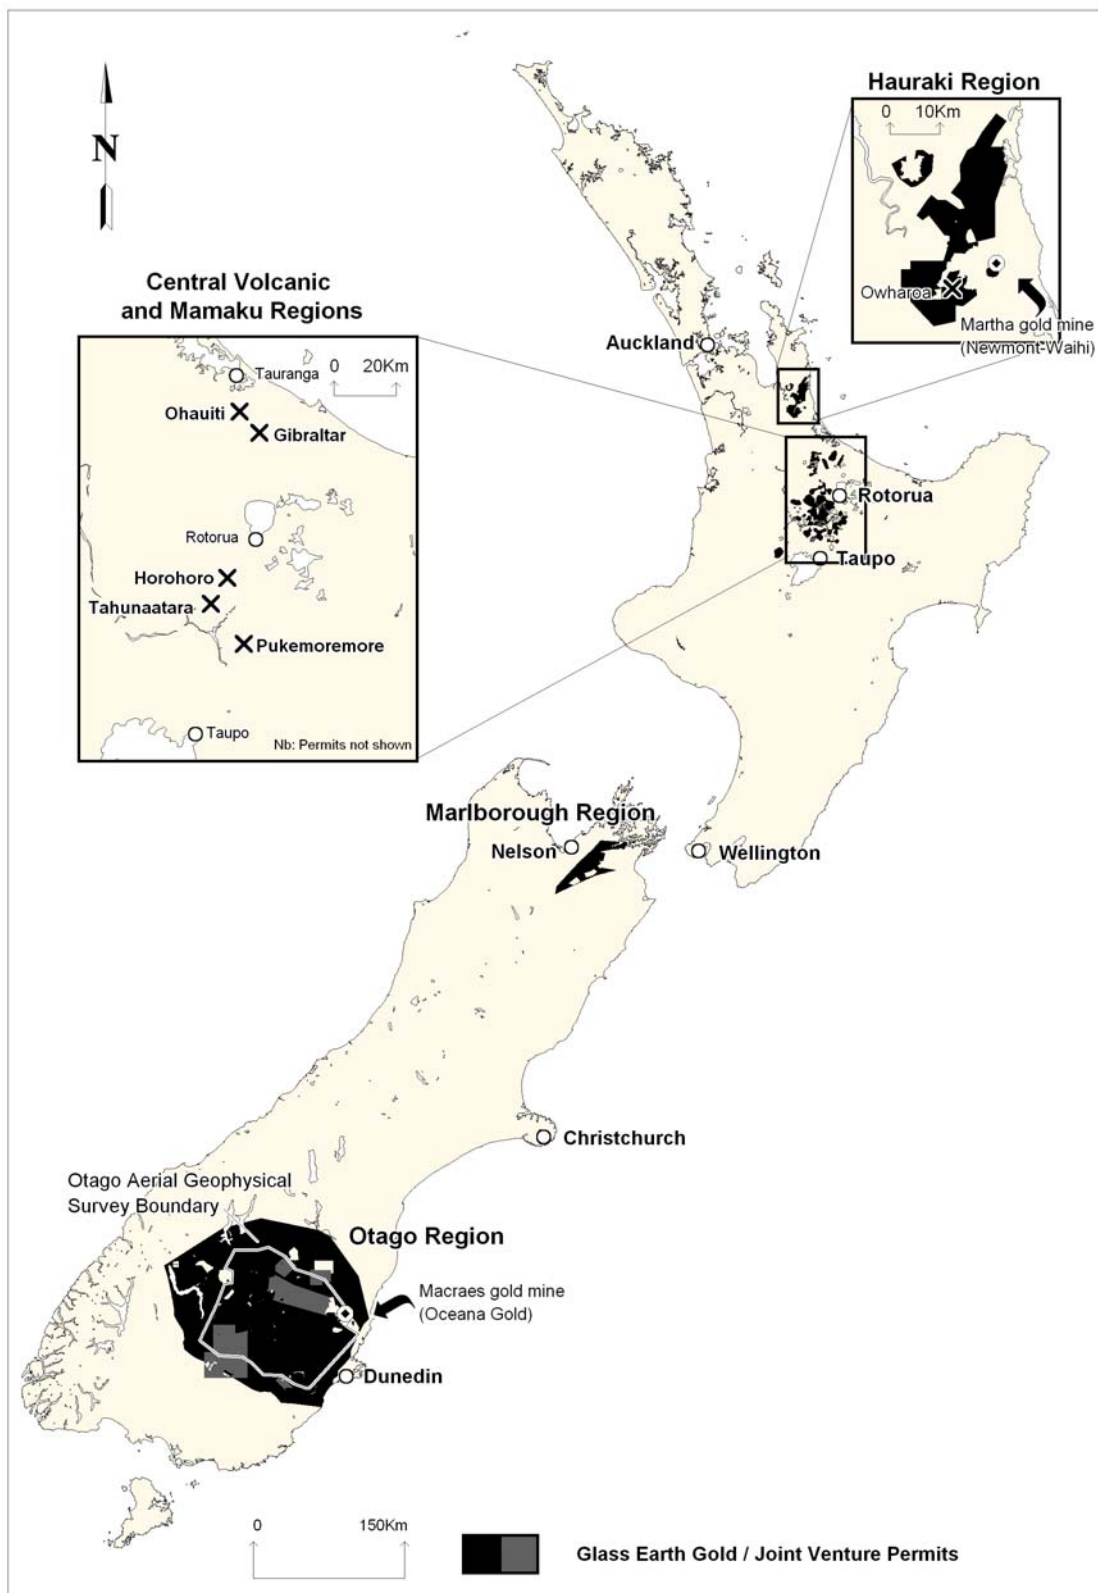 Hauraki Region
0 10Km
N
Owharoa
Martha gold mine
(Newmont-Waihi)
Central Volcanic
and Mamaku Regions
Tauranga
0 20Km
Ohauiti
Gibraltar
Rotorua
Horohoro
Tahunaatara
Pukemoremore
Taupo
Nb: Permits not shown
Auckland
Rotorua
Taupo
Marlborough Region
Nelson
Wellington
Christchurch
Otago Aerial Geophysical
Survey Boundary
Otago Region
Macraes gold mine
(Oceana Gold)
Dunedin
0 150Km
Glass Earth Gold / Joint Venture Permits